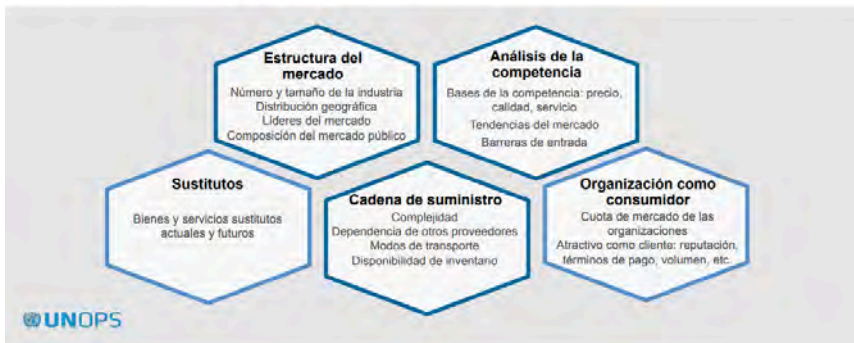 Estructura del
mercado
Número y tamaño de la industria
Distribución geográfica
Líderes del mercado
Composición del mercado público
Análisis de la
competencia
Bases de la competencia: precio,
calidad, servicio
Tendencias del mercado
Barreras de entrada
Sustitutos
Bienes y servicios sustitutos
actuales y futuros
Cadena de suministro
Complejidad
Dependencia de otros proveedores
Modos de transporte
Disponibilidad de inventario
Organización como
consumidor
Cuota de mercado de las
organizaciones
Atractivo como cliente: reputación,
términos de pago, volumen, etc.
UNOPS